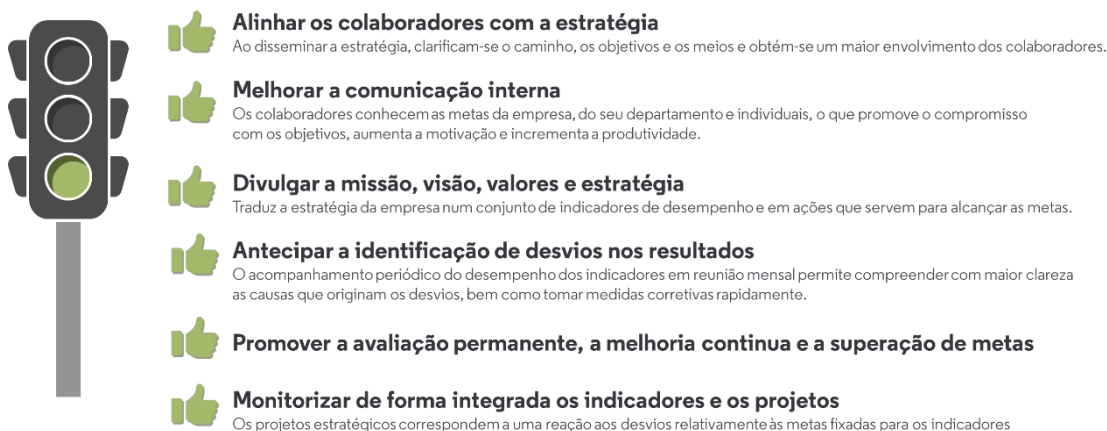 Alinhar os colaboradores com a estratégia
Ao disseminar a estratégia, clarificam-se o caminho, os objetivos e os meios e obtém-se um maior envolvimento dos colaboradores.
Melhorar a comunicação interna
Os colaboradores conhecem as metas da empresa, do seu departamento e individuais, o que promove o compromisso
com os objetivos, aumenta a motivação e incrementa a produtividade.
Divulgar a missão, visão, valores e estratégia
Traduz a estratégia da empresa num conjunto de indicadores de desempenho e em ações que servem para alcançar as metas.
Antecipar a identificação de desvios nos resultados
O acompanhamento periódico do desempenho dos indicadores em reunião mensal permite compreender com maior clareza
as causas que originam os desvios, bem como tomar medidas corretivas rapidamente.
Promover a avaliação permanente, a melhoria continua e a superação de metas
Monitorizar de forma integrada os indicadores e os projetos
Os projetos estratégicos correspondem a uma reação aos desvios relativamente às metas fixadas para os indicadores